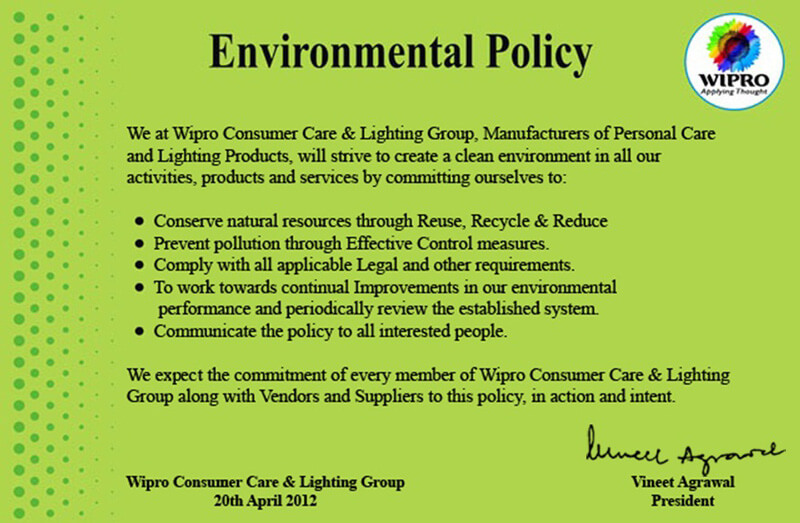 Environmental Policy
WIPRO
Applying Thought
We at Wipro Consumer Care & Lighting Group, Manufacturers of Personal Care
and Lighting Products, will strive to create a clean environment in all our
activities, products and services by committing ourselves to:
• Conserve natural resources through Reuse, Recycle & Reduce
• Prevent pollution through Effective Control measures.
• Comply with all applicable Legal and other requirements.
• To work towards continual Improvements in our environmental
performance and periodically review the established system.
• Communicate the policy to all interested people.
We expect the commitment of every member of Wipro Consumer Care & Lighting
Group along with Vendors and Suppliers to this policy, in action and intent.
Vineet Agrawal
Wipro Consumer Care & Lighting Group
20th April 2012
Vineet Agrawal
President